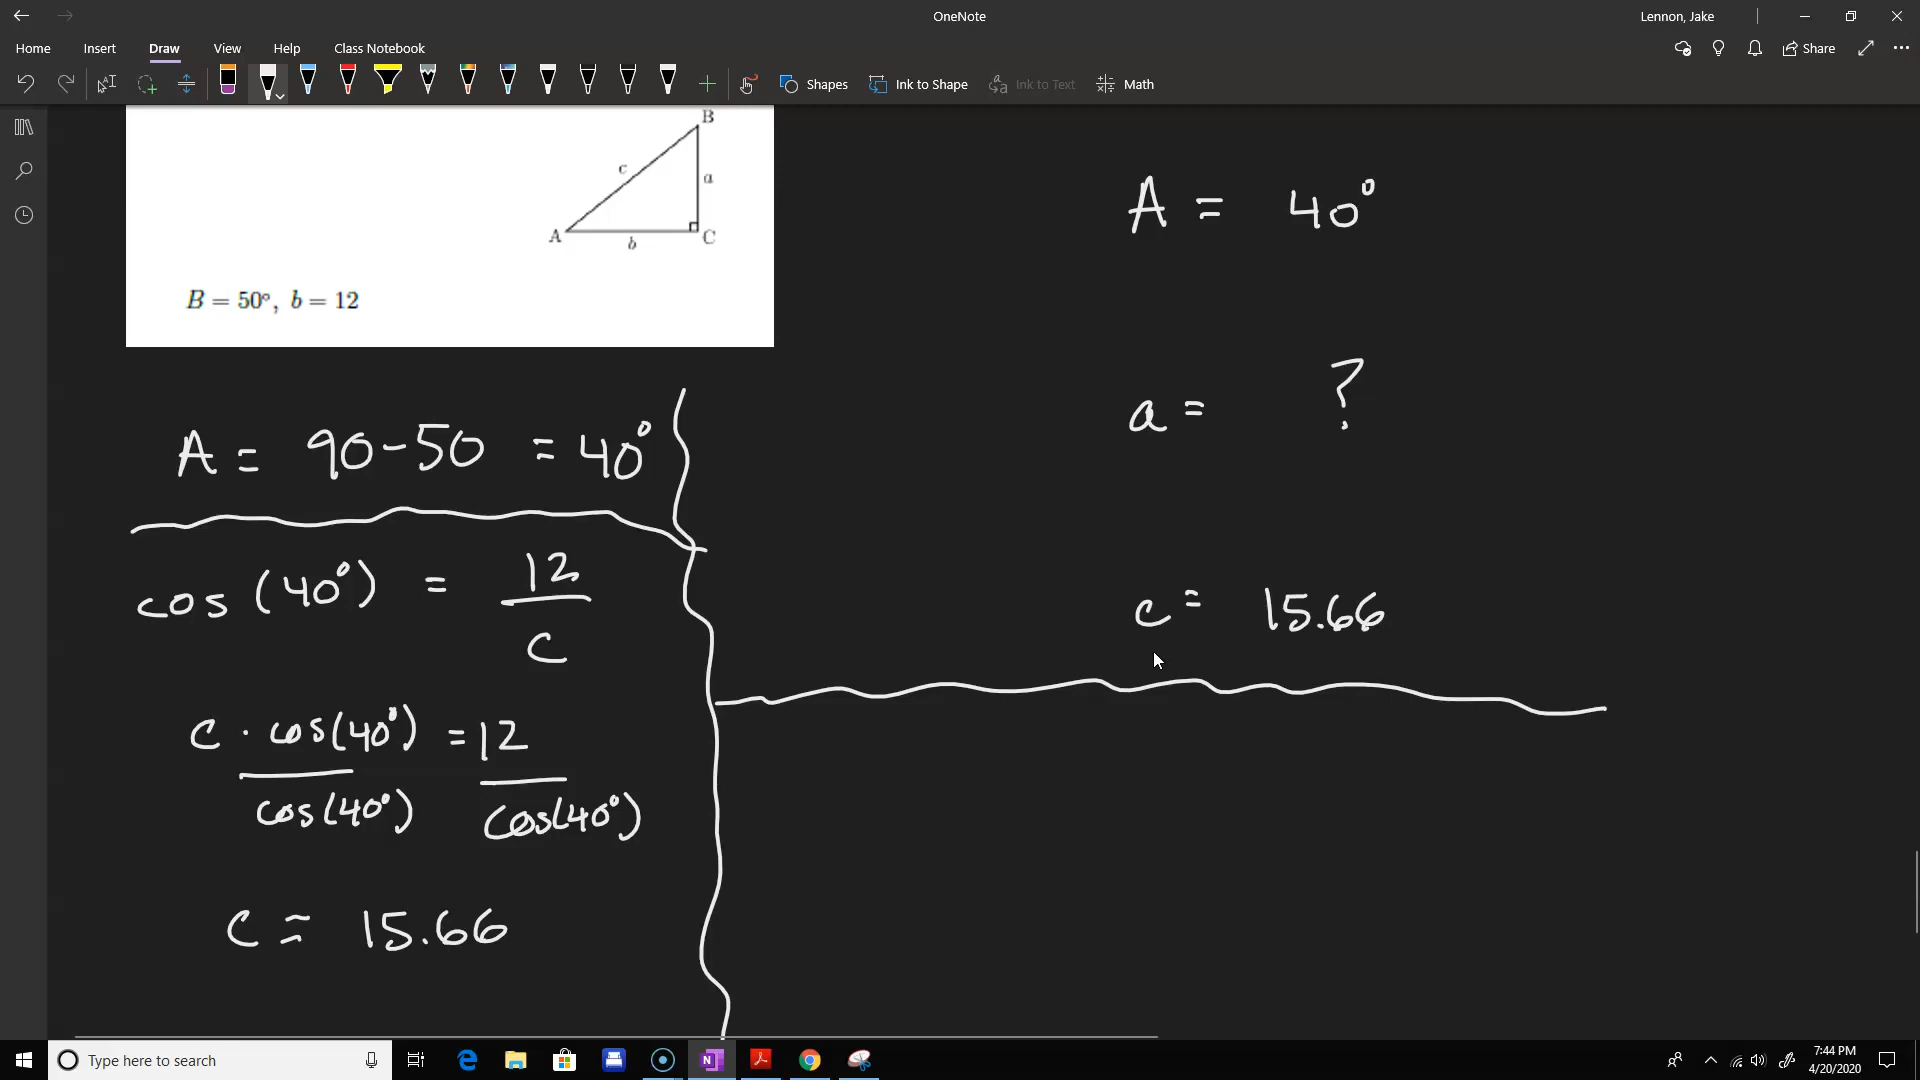 OneNote
Lennon, Jake
Home Insert Draw View Help Class Notebook
Share
Shapes Ink to Shape Ink to Text Math
B
c
a
A
b
C
B = 50°, b = 12
A = 40°
a = ?
c = 15.66
A = 90-50 = 40°
cos (40°) = 12
c
c · cos(40°) = 12
cos(40°) cos(40°)
c = 15.66
Type here to search
7:44 PM
4/20/2020